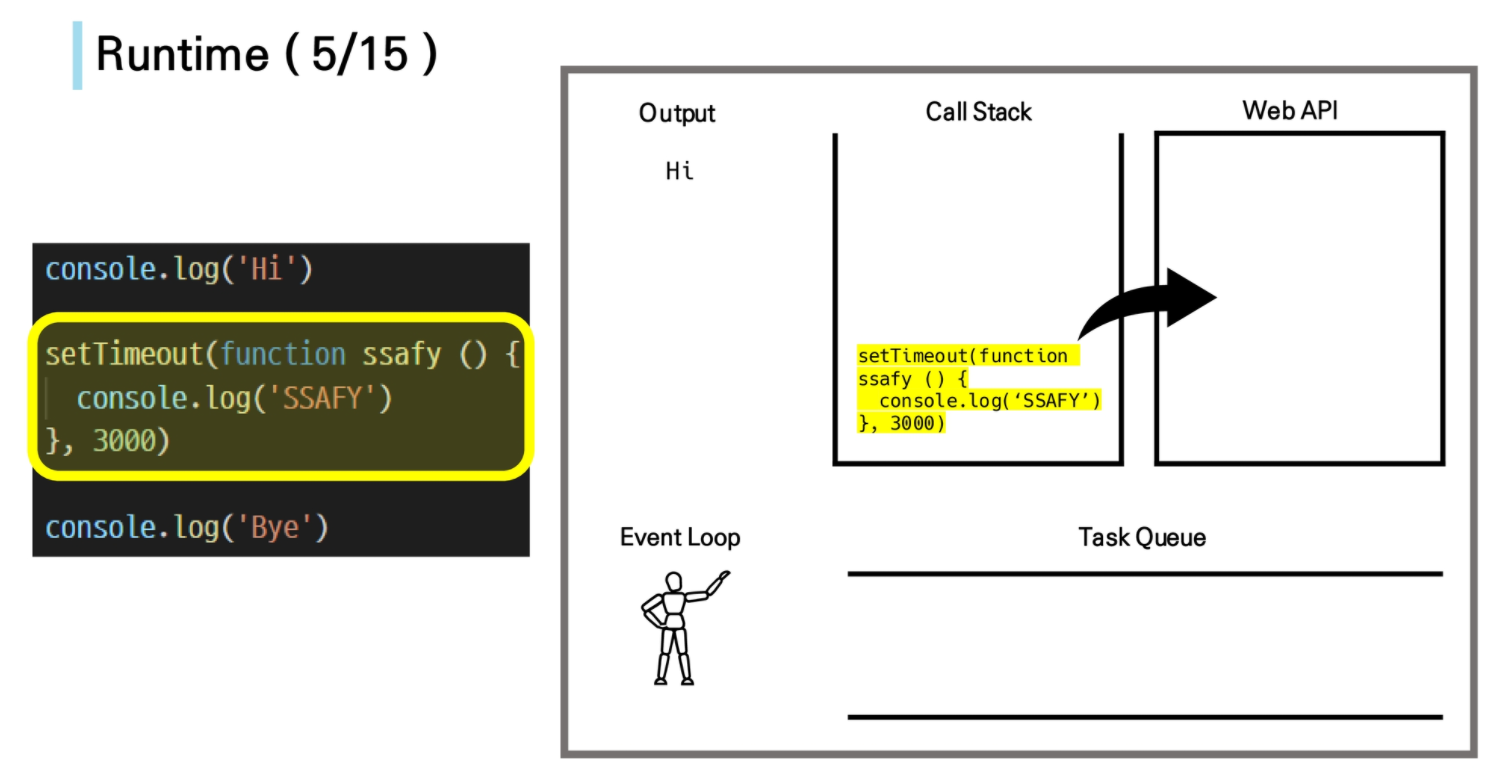 Runtime ( 5/15 )
console.log('Hi')
setTimeout(function ssafy () {
  console.log('SSAFY')
}, 3000)
console.log('Bye')
Output
Hi
Call Stack
setTimeout(function
ssafy () {
  console.log(‘SSAFY’)
}, 3000)
Web API
Event Loop
Task Queue